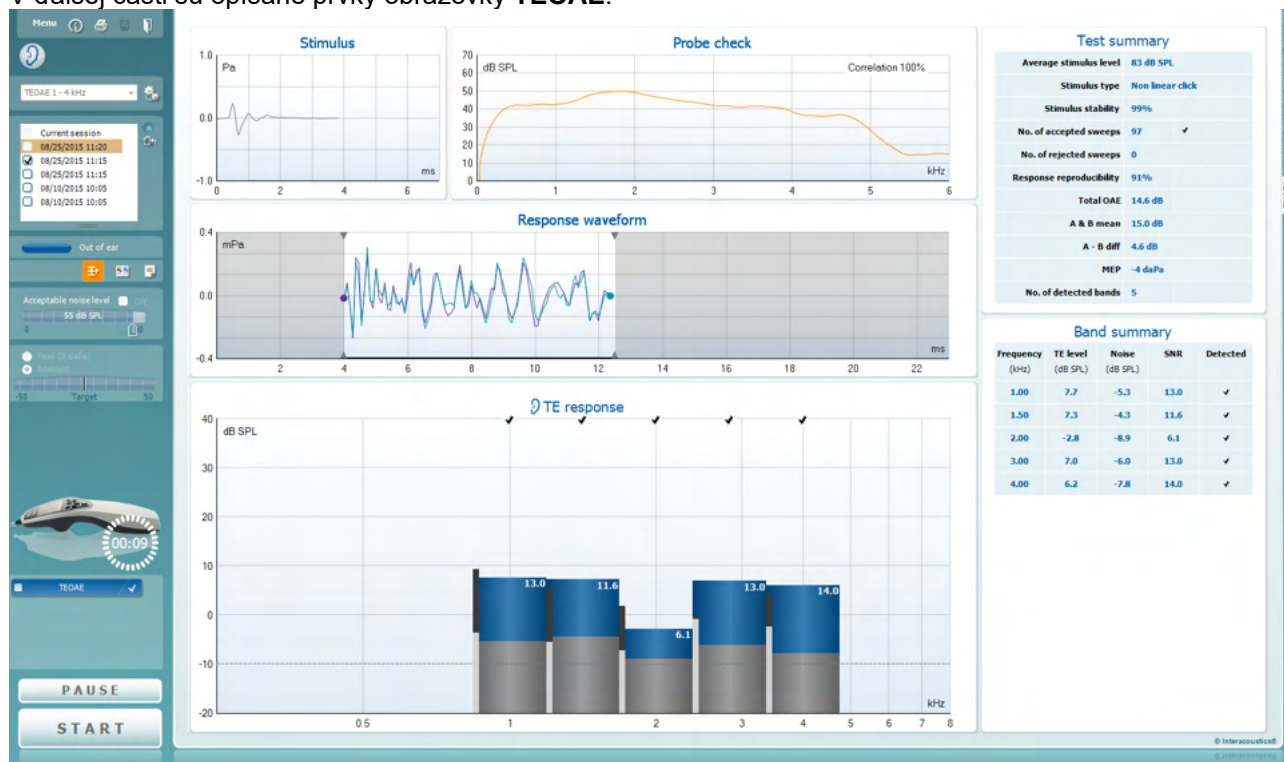 V ďalšej časti sú opísané prvky obrazovky TEOAE.
Menu
TEOAE 1 - 4 kHz
Current session
08/25/2015 11:20
08/25/2015 11:15
08/25/2015 11:15
08/10/2015 10:05
08/10/2015 10:05
Out of ear
Acceptable noise level Off
55 dB SPL
0
Peak (0 daPa)
Ambient
-50 Target 50
00:09
TEOAE
PAUSE
START
Stimulus
1.0 Pa
0.0
-1.0 ms
0 2 4 6
Probe check
70 dB SPL Correlation 100%
60
50
40
30
20
10
0 kHz
0 1 2 3 4 5 6
Response waveform
0.4 mPa
0.0
-0.4 ms
2 4 6 8 10 12 14 16 18 20 22
TE response
40 dB SPL
30
20
10
0
-10
-20 kHz
13.0 11.6 6.1 13.0 14.0
0.5 1 2 3 4 5 6 7 8
Test summary
Average stimulus level 83 dB SPL
Stimulus type Non linear click
Stimulus stability 99%
No. of accepted sweeps 97 ✓
No. of rejected sweeps 0
Response reproducibility 91%
Total OAE 14.6 dB
A & B mean 15.0 dB
A - B diff 4.6 dB
MEP -4 daPa
No. of detected bands 5
Band summary
Frequency TE level Noise SNR Detected
(kHz) (dB SPL) (dB SPL)
1.00 7.7 -5.3 13.0 ✓
1.50 7.3 -4.3 11.6 ✓
2.00 -2.8 -8.9 6.1 ✓
3.00 7.0 -6.0 13.0 ✓
4.00 6.2 -7.8 14.0 ✓
© Interacoustics®